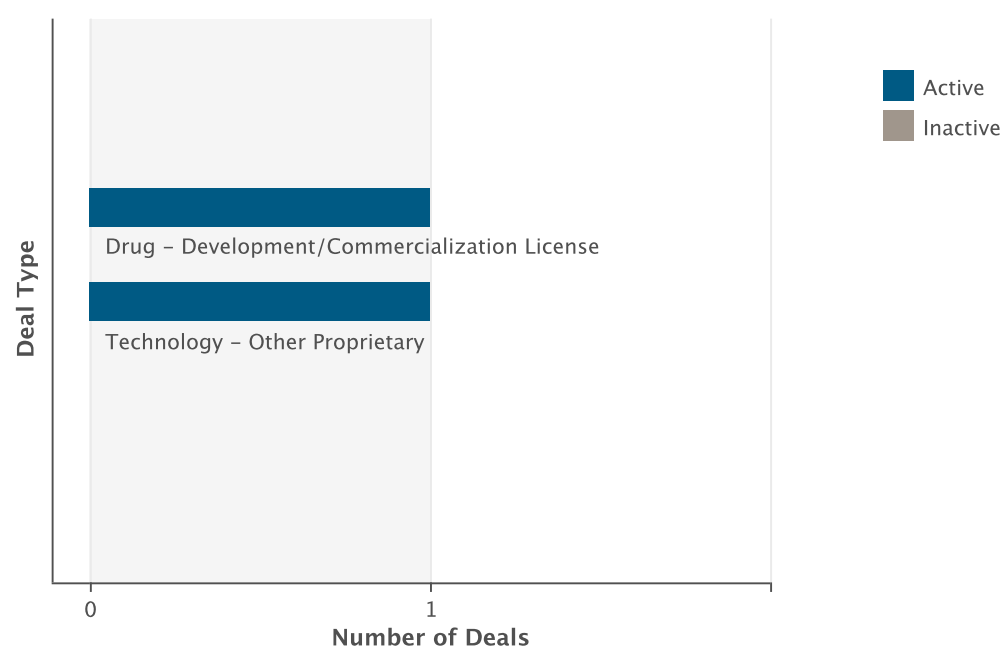 Active
Inactive
Drug – Development/Commercialization License
Technology – Other Proprietary
Deal Type
0
1
Number of Deals